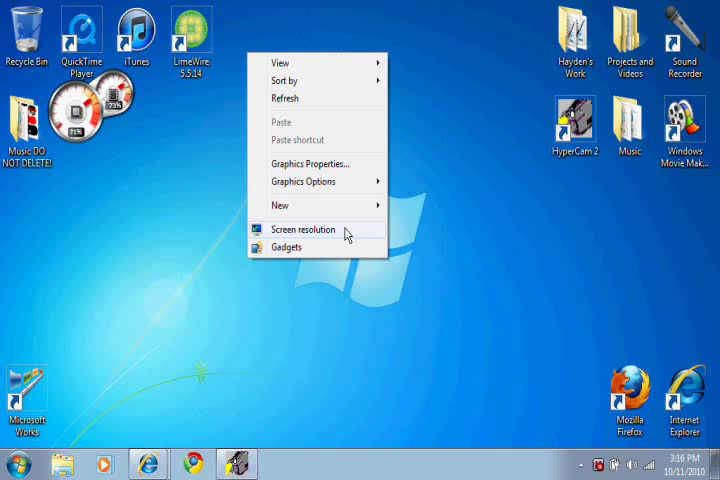 Recycle Bin
QuickTime
Player
iTunes
LimeWire
5.5.14
Hayden's
Work
Projects and
Videos
Sound
Recorder
71%
73%
Music DO
NOT DELETE!
HyperCam 2
Music
Windows
Movie Mak...
View
Sort by
Refresh
Paste
Paste shortcut
Graphics Properties...
Graphics Options
New
Screen resolution
Gadgets
Microsoft
Works
Mozilla
Firefox
Internet
Explorer
3:16 PM
10/11/2010